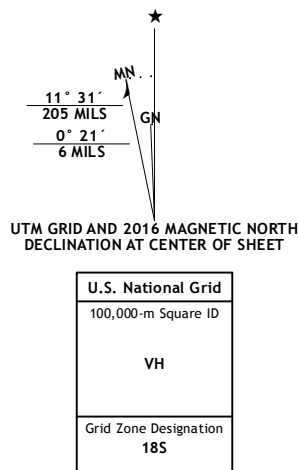 ★
MN
11° 31´
205 MILS
GN
0° 21´
6 MILS
UTM GRID AND 2016 MAGNETIC NORTH
DECLINATION AT CENTER OF SHEET
U.S. National Grid
100,000-m Square ID
VH
Grid Zone Designation
18S